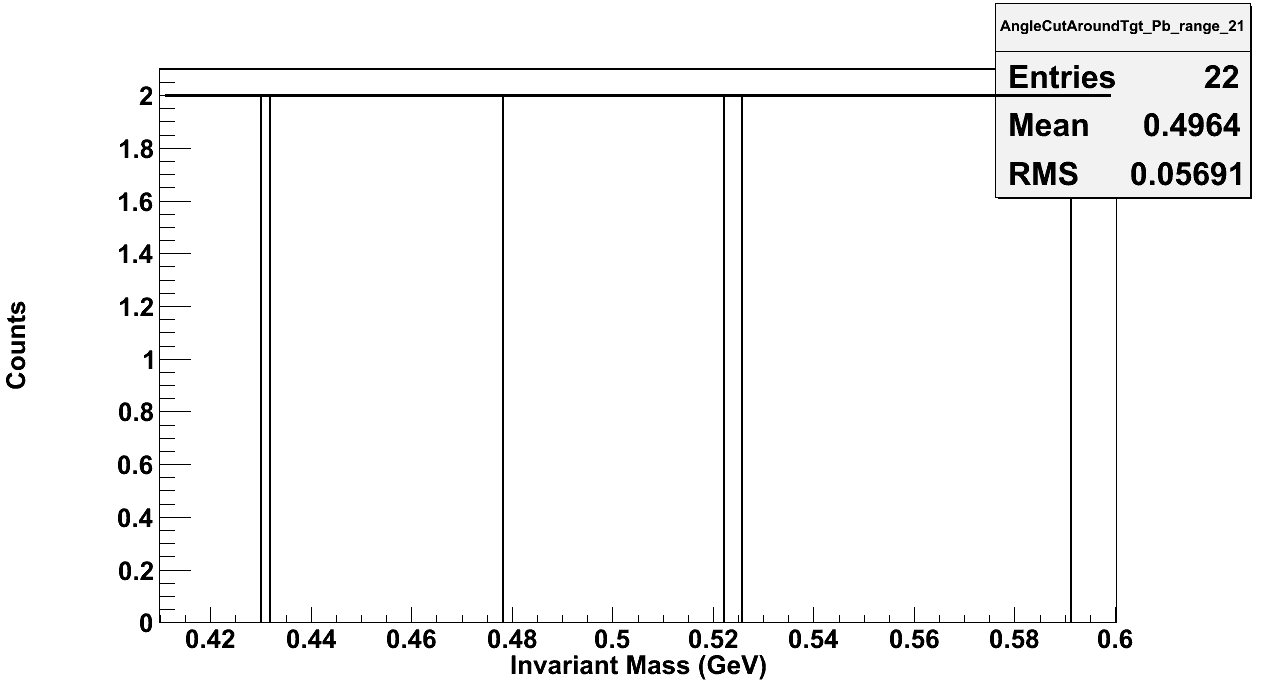 AngleCutAroundTgt_Pb_range_21
Entries 22
Mean 0.4964
RMS 0.05691
2
1.8
1.6
1.4
1.2
1
0.8
0.6
0.4
0.2
0
Counts
0.42 0.44 0.46 0.48 0.5 0.52 0.54 0.56 0.58 0.6
Invariant Mass (GeV)